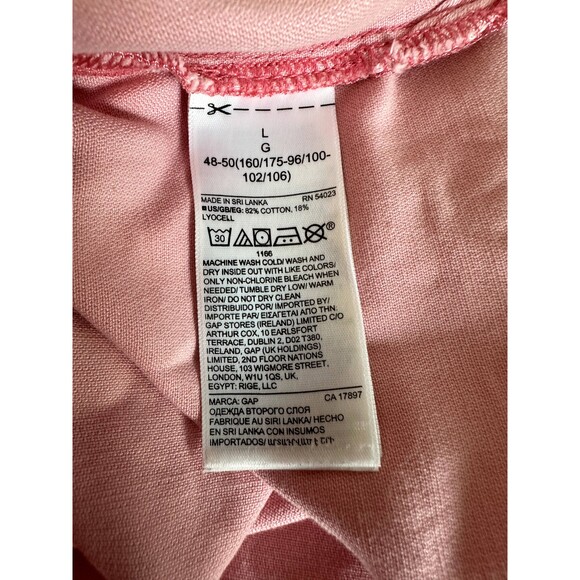 L
G
48-50(160/175-96/100-
102/106)
MADE IN SRI LANKA RN 54023
■US/GB/EG: 82% COTTON, 18%
LYOCELL
30
1166
MACHINE WASH COLD/ WASH AND
DRY INSIDE OUT WITH LIKE COLORS/
ONLY NON-CHLORINE BLEACH WHEN
NEEDED/ TUMBLE DRY LOW/ WARM
IRON/ DO NOT DRY CLEAN
DISTRIBUIDO POR/ IMPORTED BY/
IMPORTE PAR/ ΕΙΣΑΓΕΤΑΙ ΑΠΟ ΤΗΝ.
GAP STORES (IRELAND) LIMITED C/O
ARTHUR COX, 10 EARLSFORT
TERRACE, DUBLIN 2, D02 T380,
IRELAND, GAP (UK HOLDINGS)
LIMITED, 2ND FLOOR NATIONS
HOUSE, 103 WIGMORE STREET,
LONDON, W1U 1QS, UK,
EGYPT: RIGE, LLC
MARCA: GAP CA 17897
ОДЕЖДА ВТОРОГО СЛОЯ
FABRIQUE AU SIRI LANKA/ HECHO
EN SRI LANKA CON INSUMOS
IMPORTADOS/